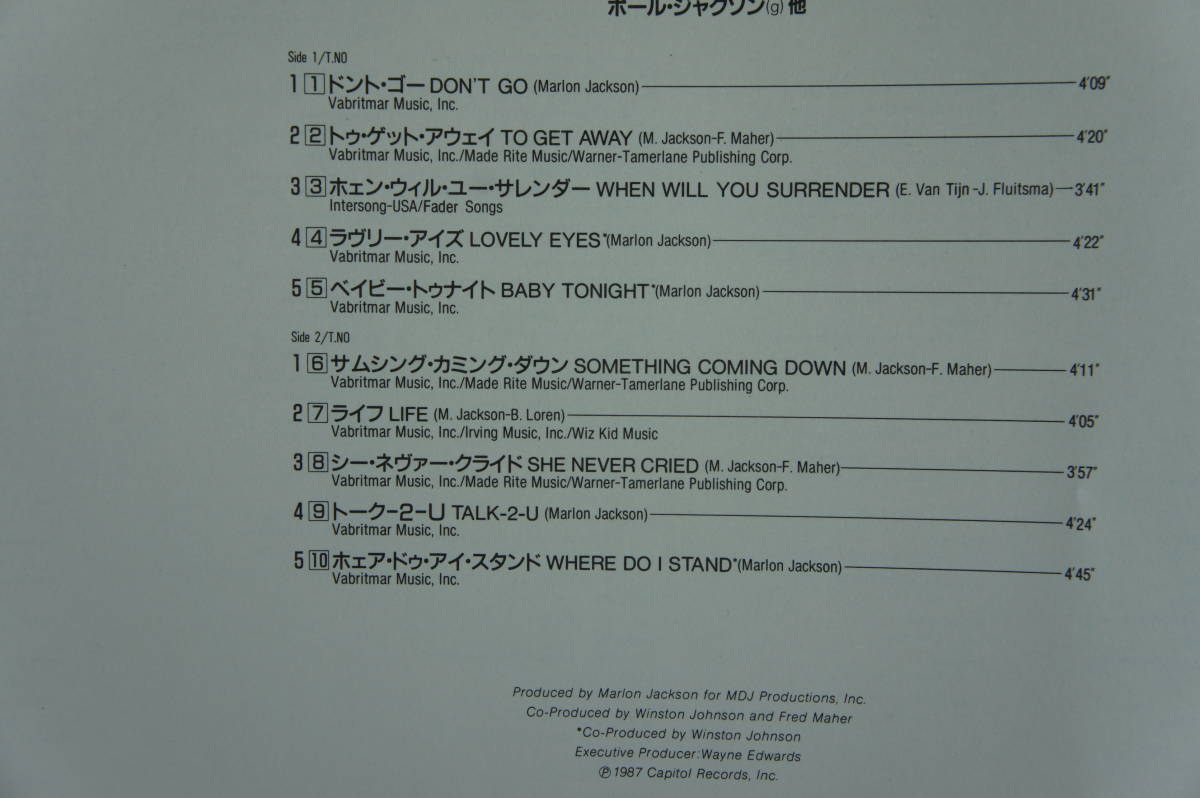 ポール・ジャクソン(g)他
Side 1/T.NO
1 1 ドント・ゴー DON'T GO (Marlon Jackson) 4'09"
Vabritmar Music, Inc.
2 2 トゥ・ゲット・アウェイ TO GET AWAY (M. Jackson-F. Maher) 4'20"
Vabritmar Music, Inc./Made Rite Music/Warner-Tamerlane Publishing Corp.
3 3 ホェン・ウィル・ユー・サレンダー WHEN WILL YOU SURRENDER (E. Van Tijn-J. Fluitsma) 3'41"
Intersong-USA/Fader Songs
4 4 ラヴリー・アイズ LOVELY EYES*(Marlon Jackson) 4'22"
Vabritmar Music, Inc.
5 5 ベイビー・トゥナイト BABY TONIGHT*(Marlon Jackson) 4'31"
Vabritmar Music, Inc.
Side 2/T.NO
1 6 サムシング・カミング・ダウン SOMETHING COMING DOWN (M. Jackson-F. Maher) 4'11"
Vabritmar Music, Inc./Made Rite Music/Warner-Tamerlane Publishing Corp.
2 7 ライフ LIFE (M. Jackson-B. Loren) 4'05"
Vabritmar Music, Inc./Irving Music, Inc./Wiz Kid Music
3 8 シー・ネヴァー・クライド SHE NEVER CRIED (M. Jackson-F. Maher) 3'57"
Vabritmar Music, Inc./Made Rite Music/Warner-Tamerlane Publishing Corp.
4 9 トーク-2-U TALK-2-U (Marlon Jackson) 4'24"
Vabritmar Music, Inc.
5 10 ホェア・ドゥ・アイ・スタンド WHERE DO I STAND*(Marlon Jackson) 4'45"
Vabritmar Music, Inc.
Produced by Marlon Jackson for MDJ Productions, Inc.
Co-Produced by Winston Johnson and Fred Maher
*Co-Produced by Winston Johnson
Executive Producer:Wayne Edwards
℗1987 Capitol Records, Inc.